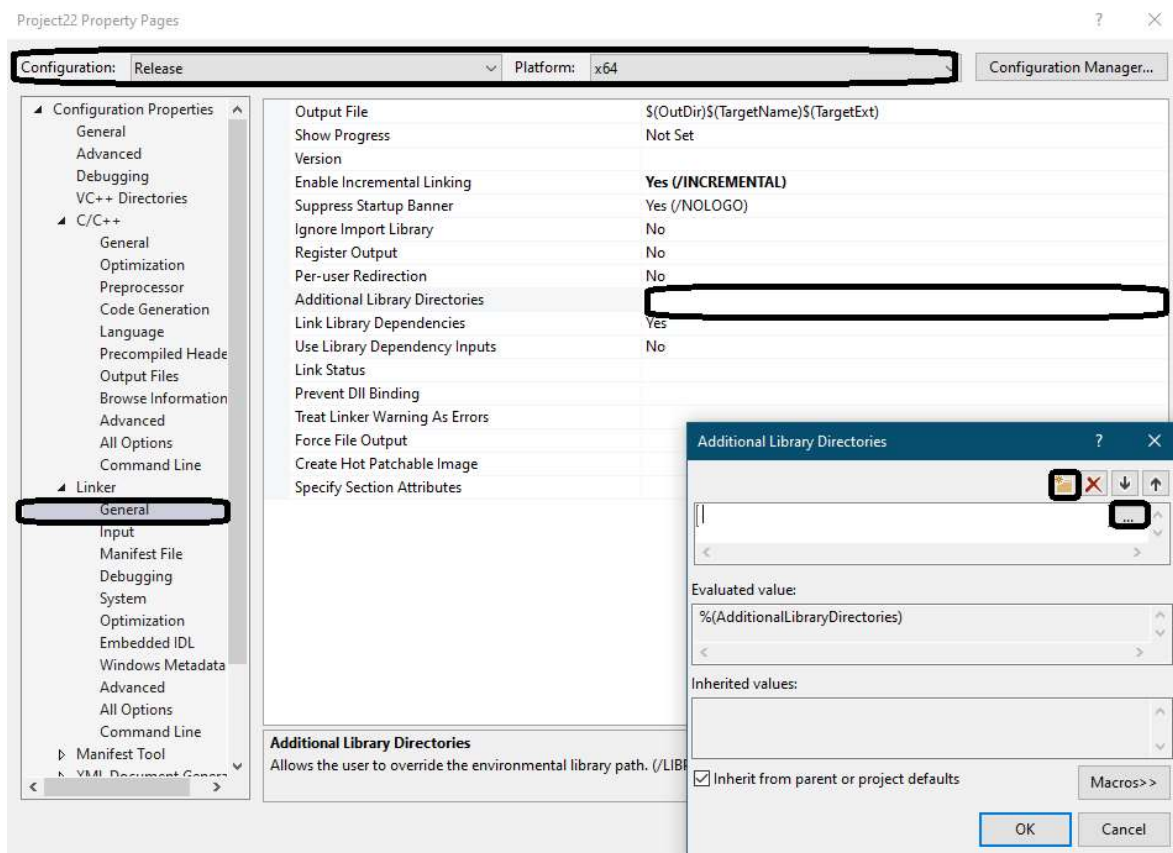 Project22 Property Pages ? ×
Configuration: Release Platform: x64 Configuration Manager...
Configuration Properties
General
Advanced
Debugging
VC++ Directories
C/C++
General
Optimization
Preprocessor
Code Generation
Language
Precompiled Heade
Output Files
Browse Information
Advanced
All Options
Command Line
Linker
General
Input
Manifest File
Debugging
System
Optimization
Embedded IDL
Windows Metadata
Advanced
All Options
Command Line
Manifest Tool
XML Document Genera
Output File $(OutDir)$(TargetName)$(TargetExt)
Show Progress Not Set
Version
Enable Incremental Linking Yes (/INCREMENTAL)
Suppress Startup Banner Yes (/NOLOGO)
Ignore Import Library No
Register Output No
Per-user Redirection No
Additional Library Directories
Link Library Dependencies Yes
Use Library Dependency Inputs No
Link Status
Prevent Dll Binding
Treat Linker Warning As Errors
Force File Output
Create Hot Patchable Image
Specify Section Attributes
Additional Library Directories
Allows the user to override the environmental library path. (/LIB
Additional Library Directories ? ×
...
Evaluated value:
%(AdditionalLibraryDirectories)
Inherited values:
Inherit from parent or project defaults
Macros>>
OK Cancel